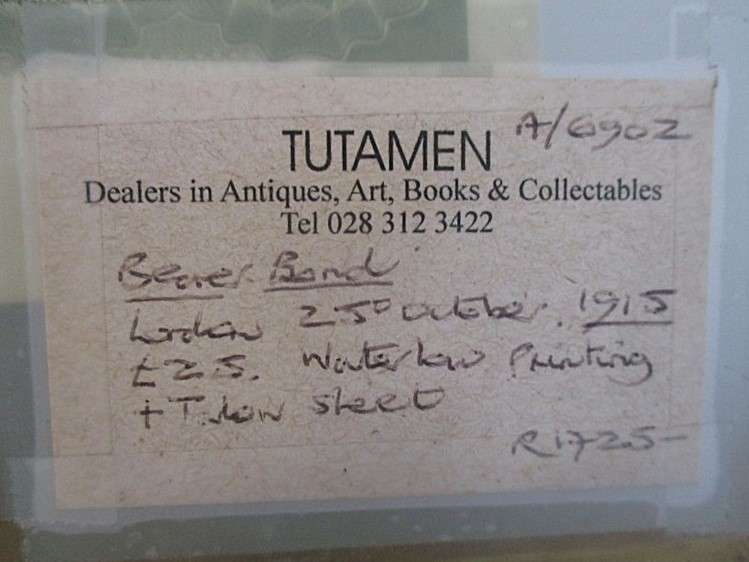 A/6902
TUTAMEN
Dealers in Antiques, Art, Books & Collectables
Tel 028 312 3422
Bearer Bond
London 25º October 1915
£25. Waterlow Printing
+ Talon sheet
R1725-